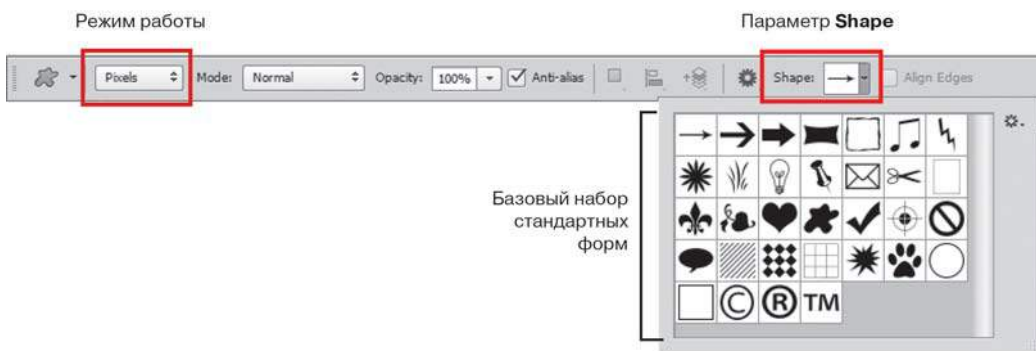 Режим работы
Параметр Shape
Pixels Mode: Normal Opacity: 100% Anti-alias Shape: Align Edges
Базовый набор
стандартных
форм
© ® TM